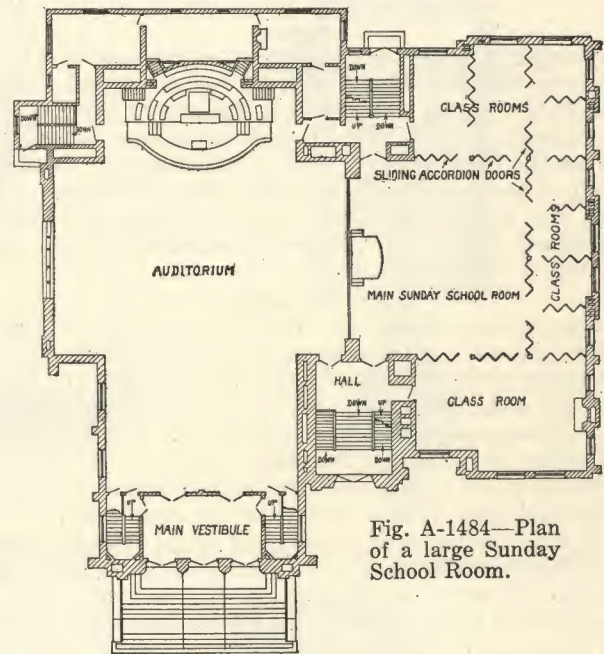 DOWN
CLASS ROOMS
DOWN
DOWN
UP
DOWN
SLIDING ACCORDION DOORS
CLASS ROOMS
AUDITORIUM
MAIN SUNDAY SCHOOL ROOM
HALL
DOWN
UP
CLASS ROOM
DOWN
DOWN
UP
UP
MAIN VESTIBULE
Fig. A-1484—Plan
of a large Sunday
School Room.